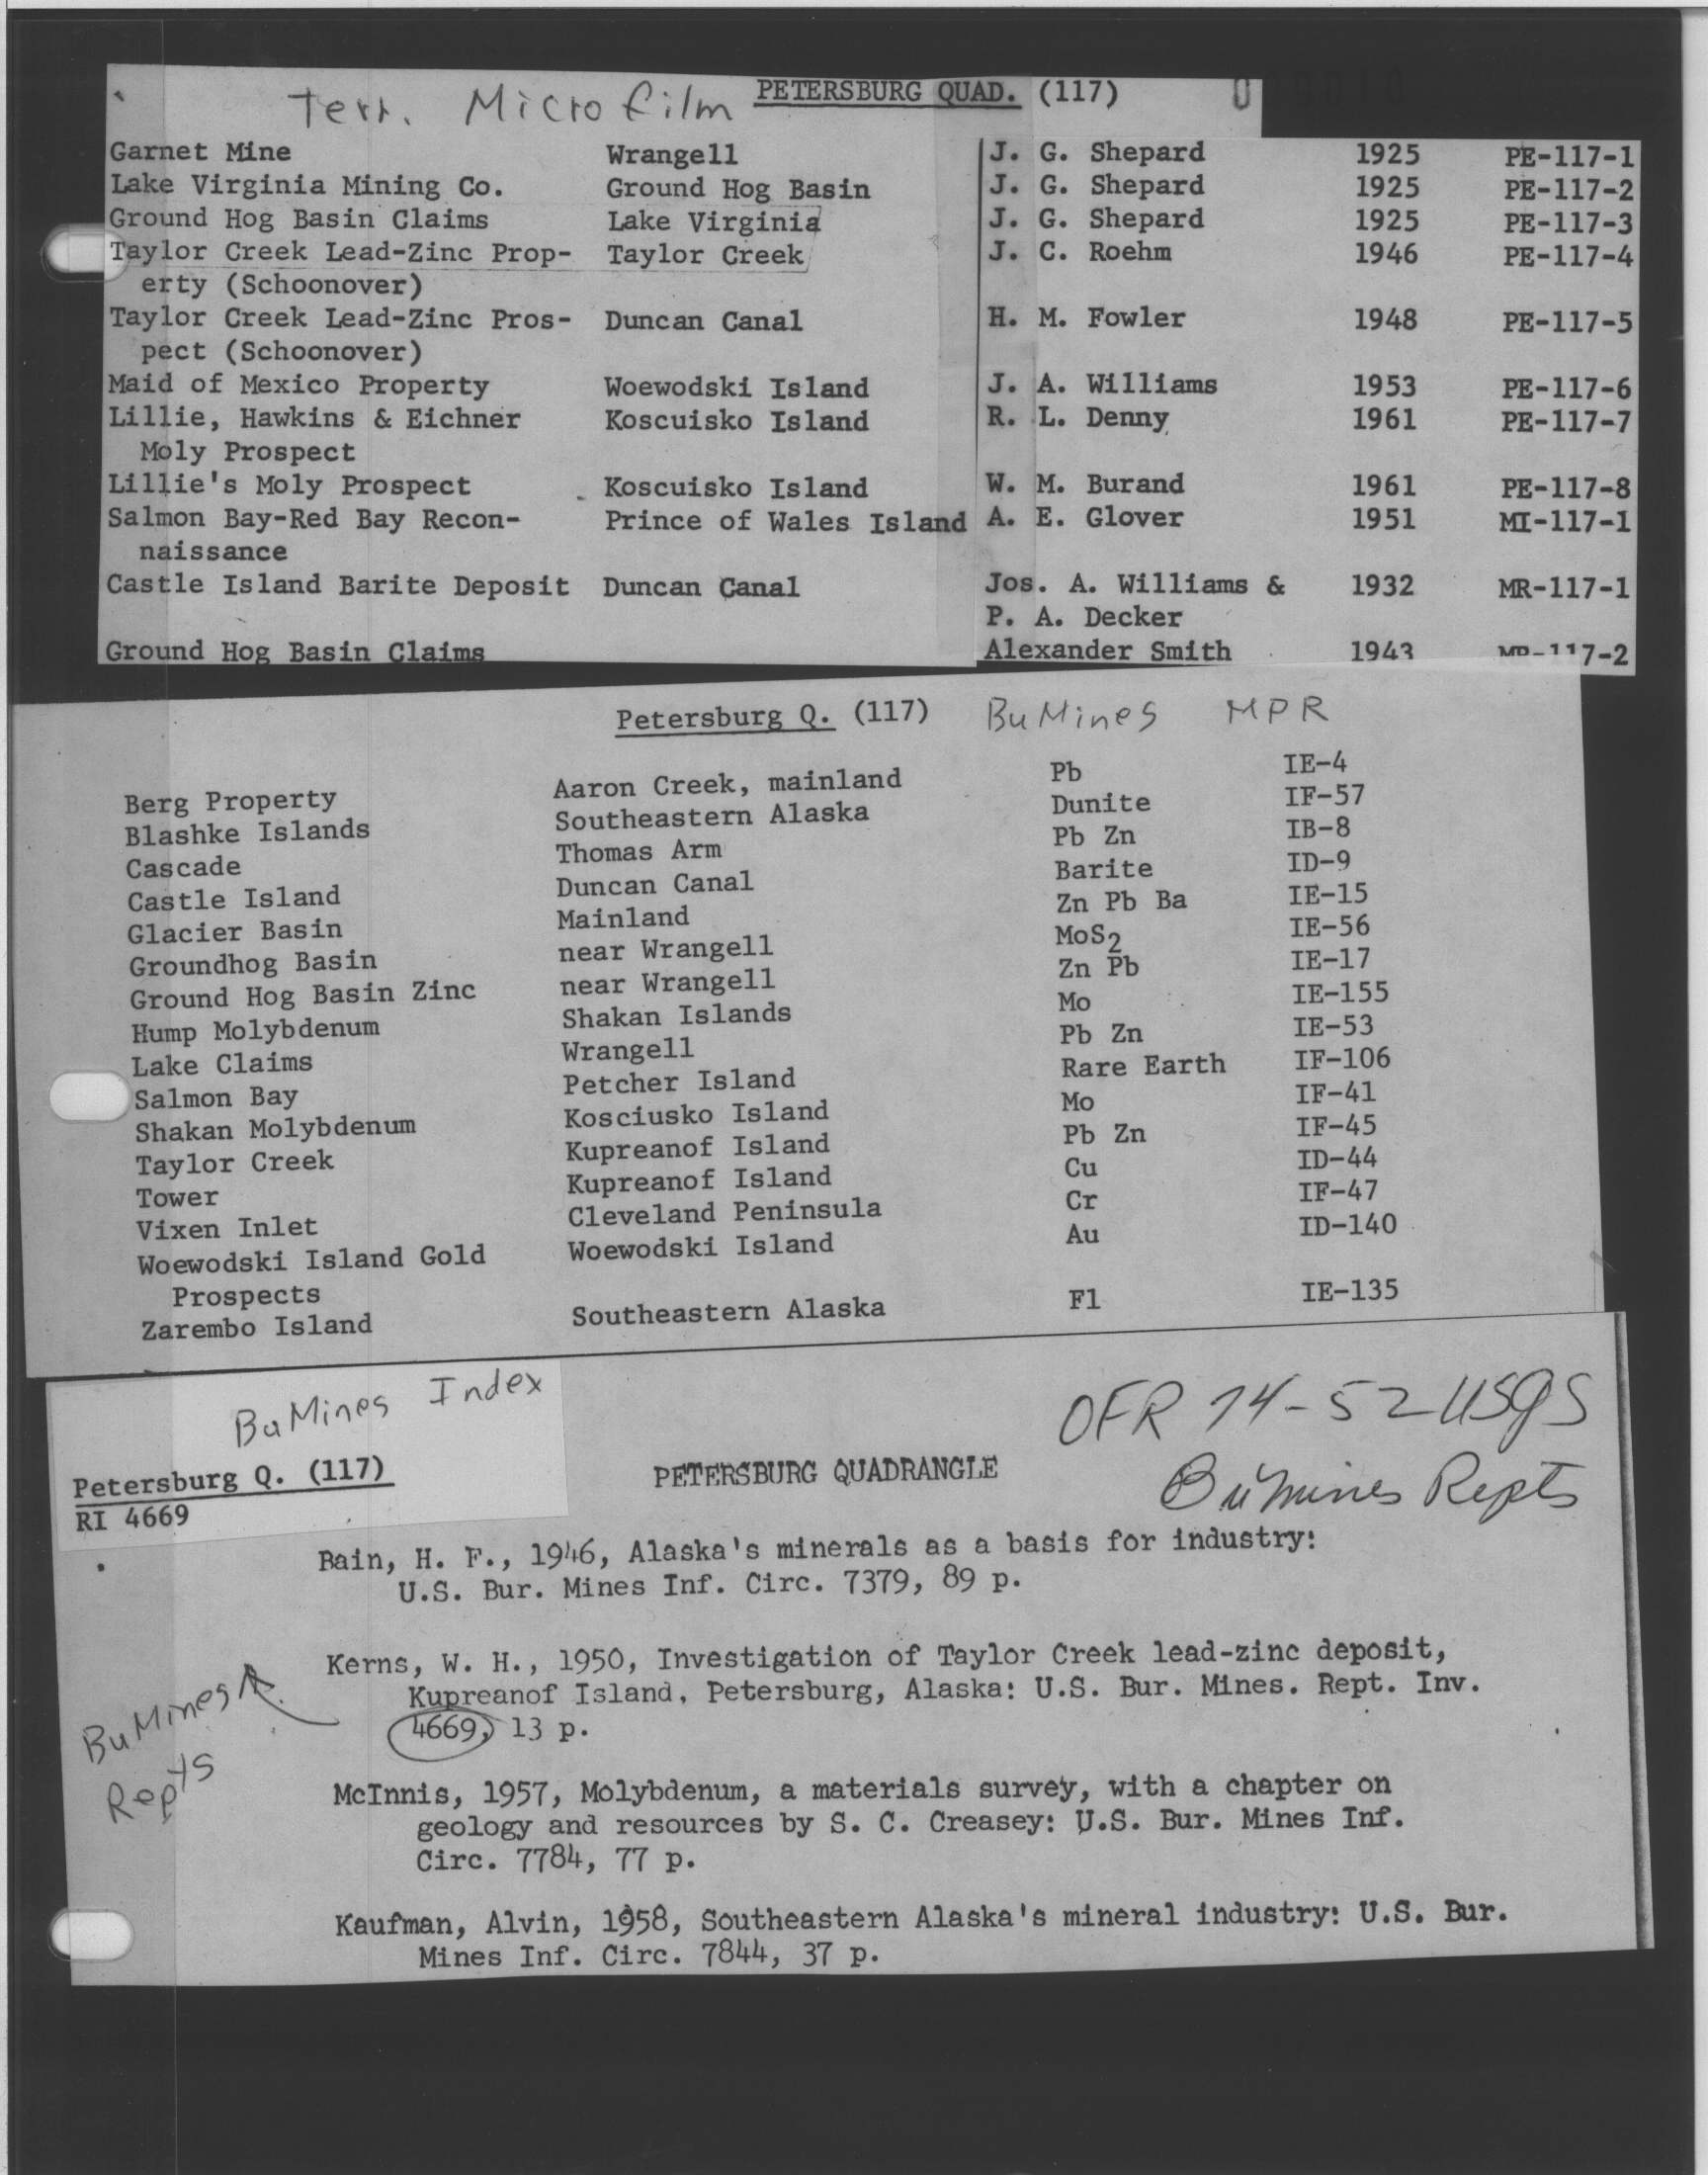 Terr. Microfilm PETERSBURG QUAD. (117)
Garnet Mine Wrangell J. G. Shepard 1925 PE-117-1
Lake Virginia Mining Co. Ground Hog Basin J. G. Shepard 1925 PE-117-2
Ground Hog Basin Claims Lake Virginia J. G. Shepard 1925 PE-117-3
Taylor Creek Lead-Zinc Prop- Taylor Creek J. C. Roehm 1946 PE-117-4
erty (Schoonover)
Taylor Creek Lead-Zinc Pros- Duncan Canal H. M. Fowler 1948 PE-117-5
pect (Schoonover)
Maid of Mexico Property Woewodski Island J. A. Williams 1953 PE-117-6
Lillie, Hawkins & Eichner Koscuisko Island R. L. Denny 1961 PE-117-7
Moly Prospect
Lillie's Moly Prospect Koscuisko Island W. M. Burand 1961 PE-117-8
Salmon Bay-Red Bay Recon- Prince of Wales Island A. E. Glover 1951 MI-117-1
naissance
Castle Island Barite Deposit Duncan Canal Jos. A. Williams & 1932 MR-117-1
P. A. Decker
Ground Hog Basin Claims Alexander Smith 1943 MR-117-2
Petersburg Q. (117) BuMines MPR
Berg Property Aaron Creek, mainland Pb IE-4
Blashke Islands Southeastern Alaska Dunite IF-57
Cascade Thomas Arm Pb Zn IB-8
Castle Island Duncan Canal Barite ID-9
Glacier Basin Mainland Zn Pb Ba IE-15
Groundhog Basin near Wrangell MoS2 IE-56
Ground Hog Basin Zinc near Wrangell Zn Pb IE-17
Hump Molybdenum Shakan Islands Mo IE-155
Lake Claims Wrangell Pb Zn IE-53
Salmon Bay Petcher Island Rare Earth IF-106
Shakan Molybdenum Kosciusko Island Mo IF-41
Taylor Creek Kupreanof Island Pb Zn IF-45
Tower Kupreanof Island Cu ID-44
Vixen Inlet Cleveland Peninsula Cr IF-47
Woewodski Island Gold Woewodski Island Au ID-140
Prospects
Zarembo Island Southeastern Alaska Fl IE-135
BuMines Index
Petersburg Q. (117)
RI 4669
OFR 74-52 USGS
PETERSBURG QUADRANGLE
BuMines Repts
Bain, H. F., 1946, Alaska's minerals as a basis for industry:
U.S. Bur. Mines Inf. Circ. 7379, 89 p.
Kerns, W. H., 1950, Investigation of Taylor Creek lead-zinc deposit,
Kupreanof Island, Petersburg, Alaska: U.S. Bur. Mines. Rept. Inv.
4669, 13 p.
BuMines
Repts
McInnis, 1957, Molybdenum, a materials survey, with a chapter on
geology and resources by S. C. Creasey: U.S. Bur. Mines Inf.
Circ. 7784, 77 p.
Kaufman, Alvin, 1958, Southeastern Alaska's mineral industry: U.S. Bur.
Mines Inf. Circ. 7844, 37 p.